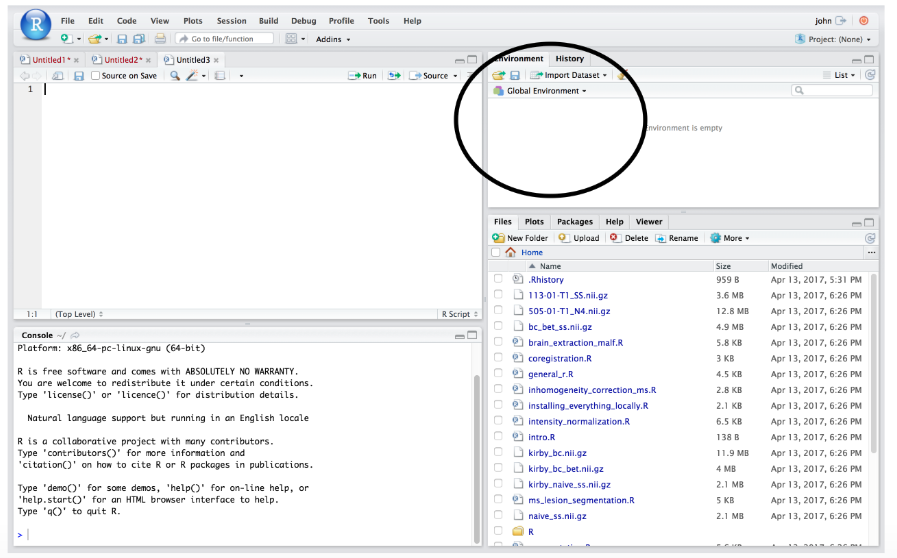 R File Edit Code View Plots Session Build Debug Profile Tools Help john
Go to file/function Addins Project: (None)
Untitled1* Untitled2* Untitled3
Source on Save Run Source
1
1:1 (Top Level) R Script
Console ~/
Platform: x86_64-pc-linux-gnu (64-bit)
R is free software and comes with ABSOLUTELY NO WARRANTY.
You are welcome to redistribute it under certain conditions.
Type 'license()' or 'licence()' for distribution details.
Natural language support but running in an English locale
R is a collaborative project with many contributors.
Type 'contributors()' for more information and
'citation()' on how to cite R or R packages in publications.
Type 'demo()' for some demos, 'help()' for on-line help, or
'help.start()' for an HTML browser interface to help.
Type 'q()' to quit R.
>
Environment History
Import Dataset List
Global Environment
nvironment is empty
Files Plots Packages Help Viewer
New Folder Upload Delete Rename More
Home ...
Name Size Modified
.Rhistory 959 B Apr 13, 2017, 5:31 PM
113-01-T1_SS.nii.gz 3.6 MB Apr 13, 2017, 6:26 PM
505-01-T1_N4.nii.gz 12.8 MB Apr 13, 2017, 6:26 PM
bc_bet_ss.nii.gz 4.9 MB Apr 13, 2017, 6:26 PM
brain_extraction_malf.R 5.8 KB Apr 13, 2017, 6:26 PM
coregistration.R 3 KB Apr 13, 2017, 6:26 PM
general_r.R 4.5 KB Apr 13, 2017, 6:26 PM
inhomogeneity_correction_ms.R 2.8 KB Apr 13, 2017, 6:26 PM
installing_everything_locally.R 2.1 KB Apr 13, 2017, 6:26 PM
intensity_normalization.R 6.5 KB Apr 13, 2017, 6:26 PM
intro.R 138 B Apr 13, 2017, 6:26 PM
kirby_bc.nii.gz 11.9 MB Apr 13, 2017, 6:26 PM
kirby_bc_bet.nii.gz 4 MB Apr 13, 2017, 6:26 PM
kirby_naive_ss.nii.gz 2.1 MB Apr 13, 2017, 6:26 PM
ms_lesion_segmentation.R 5 KB Apr 13, 2017, 6:26 PM
naive_ss.nii.gz 2.1 MB Apr 13, 2017, 6:26 PM
R